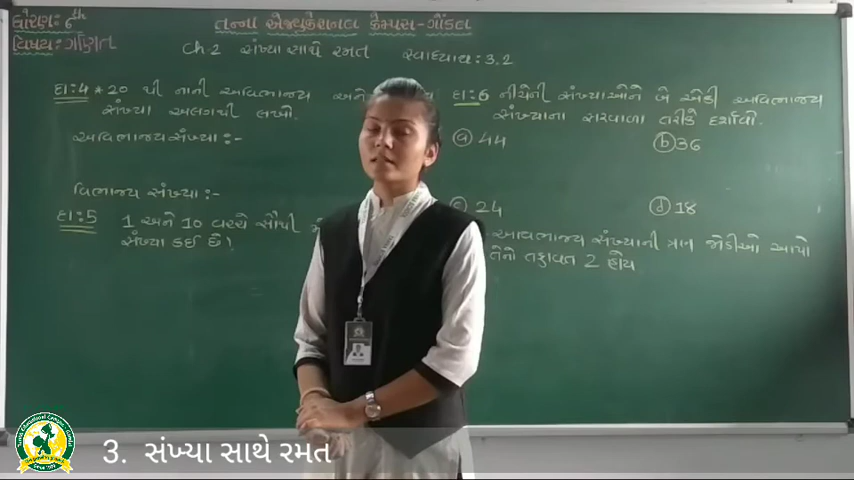 ધોરણ: 6th
વિષય: ગણિત
તન્ના એજ્યુકેશનલ કેમ્પસ - ગોંડલ
Ch 2 સંખ્યા સાથે રમત સ્વાધ્યાય : 3.2
દા:4 * 20 થી નાની અવિભાજ્ય અને
સંખ્યા અલગથી લખો.
અવિભાજ્ય સંખ્યા :-
વિભાજ્ય સંખ્યા :-
દા:5 1 અને 10 વચ્ચે સૌથી
સંખ્યા કઈ છે!
દા:6 નીચેની સંખ્યાઓને બે એકી અવિભાજ્ય
સંખ્યાના સરવાળા તરીકે દર્શાવો.
(a) 44 (b) 36
(c) 24 (d) 18
અવિભાજ્ય સંખ્યાની ત્રણ જોડીઓ આપો
તેનો તફાવત 2 હોય
3. સંખ્યા સાથે રમત